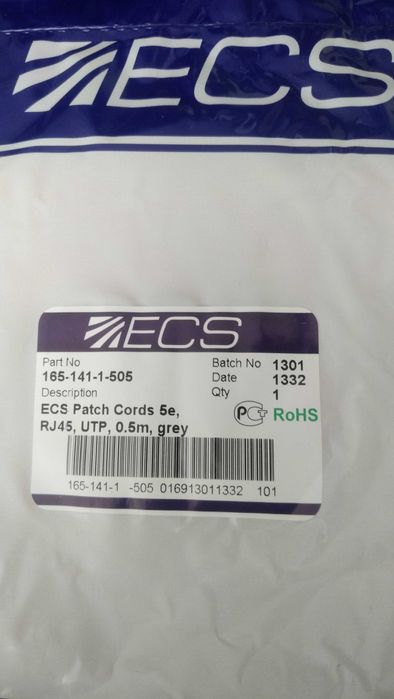 ECS
ECS
Part No
165-141-1-505
Description
ECS Patch Cords 5e,
RJ45, UTP, 0.5m, grey
Batch No 1301
Date 1332
Qty 1
РСТ RoHS
165-141-1 -505 016913011332 101